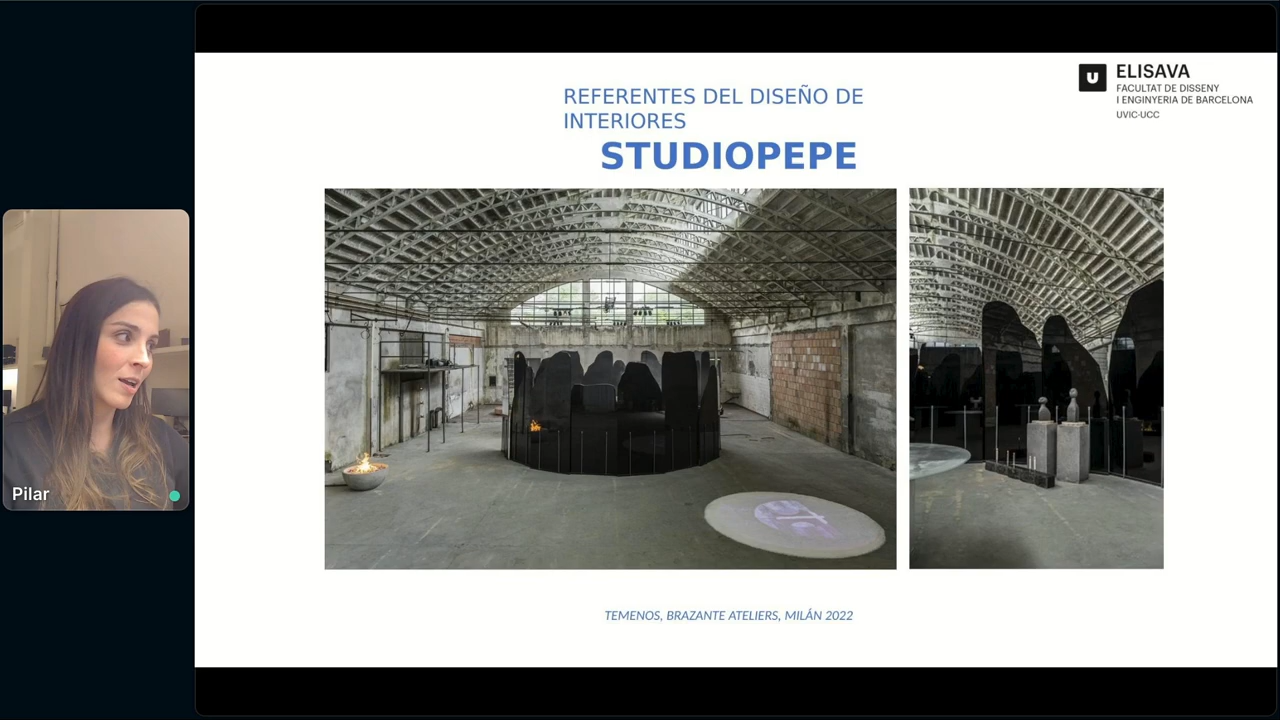 REFERENTES DEL DISEÑO DE
INTERIORES
STUDIOPEPE
U
ELISAVA
FACULTAT DE DISSENY
I ENGINYERIA DE BARCELONA
UVIC-UCC
Pilar
TEMENOS, BRAZANTE ATELIERS, MILÁN 2022